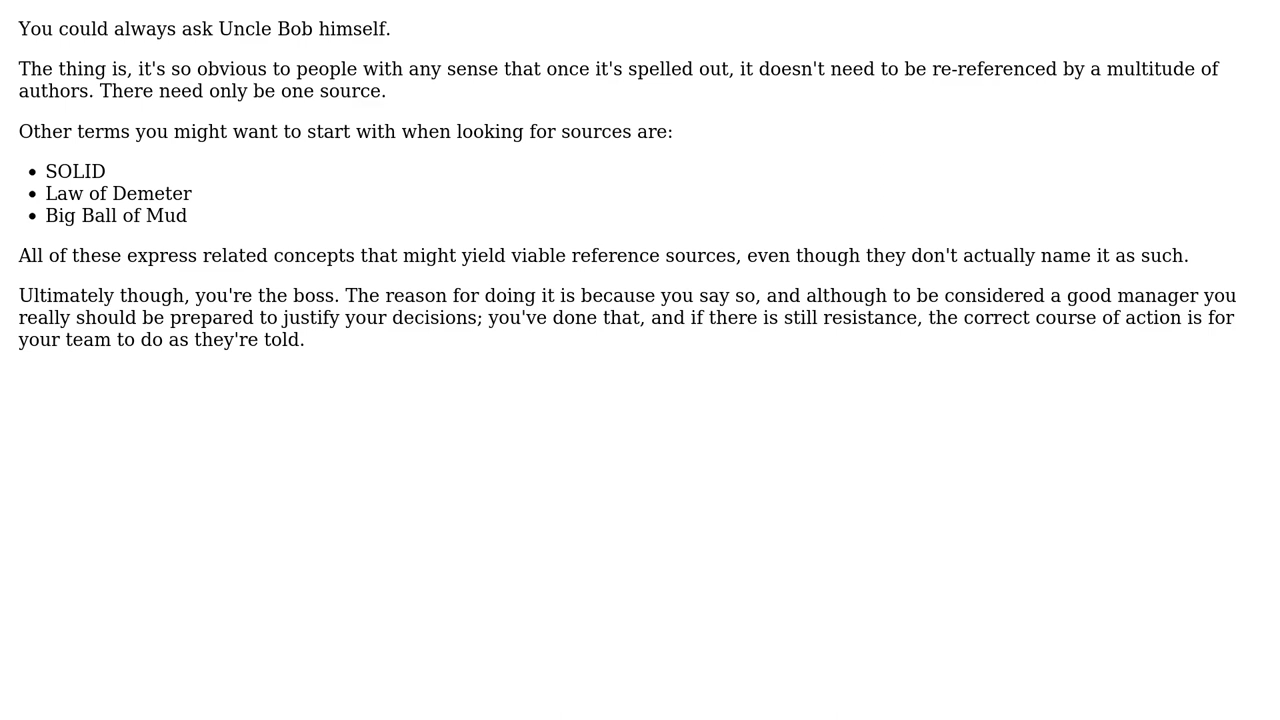 You could always ask Uncle Bob himself.
The thing is, it's so obvious to people with any sense that once it's spelled out, it doesn't need to be re-referenced by a multitude of
authors. There need only be one source.
Other terms you might want to start with when looking for sources are:
• SOLID
• Law of Demeter
• Big Ball of Mud
All of these express related concepts that might yield viable reference sources, even though they don't actually name it as such.
Ultimately though, you're the boss. The reason for doing it is because you say so, and although to be considered a good manager you
really should be prepared to justify your decisions; you've done that, and if there is still resistance, the correct course of action is for
your team to do as they're told.